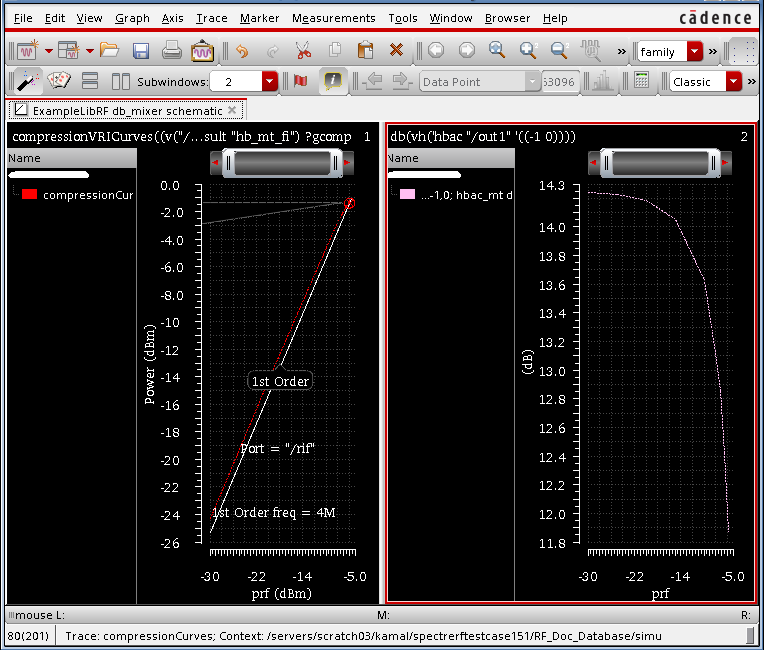 File Edit View Graph Axis Trace Marker Measurements Tools Window Browser Help
cādence
family
Subwindows: 2
Data Point
63096
Classic
ExampleLibRF db_mixer schematic
compressionVRICurves((v("/...sult "hb_mt_fi") ?gcomp 1
Name
compressionCur
0.0
-2.0
-4.0
-6.0
-8.0
-10
-12
-14
-16
-18
-20
-22
-24
-26
Power (dBm)
1st Order
Port = "/rif"
1st Order freq = 4M
-30 -22 -14 -5.0
prf (dBm)
db(vh('hbac "/out1" '((-1 0)))) 2
Name
...-1,0; hbac_mt d
14.3
14.0
13.8
13.6
13.4
13.2
13.0
12.8
12.6
12.4
12.2
12.0
11.8
(dB)
-30 -22 -14 -5.0
prf
mouse L: M: R:
80(201) Trace: compressionCurves; Context: /servers/scratch03/kamal/spectrerftestcase151/RF_Doc_Database/simu